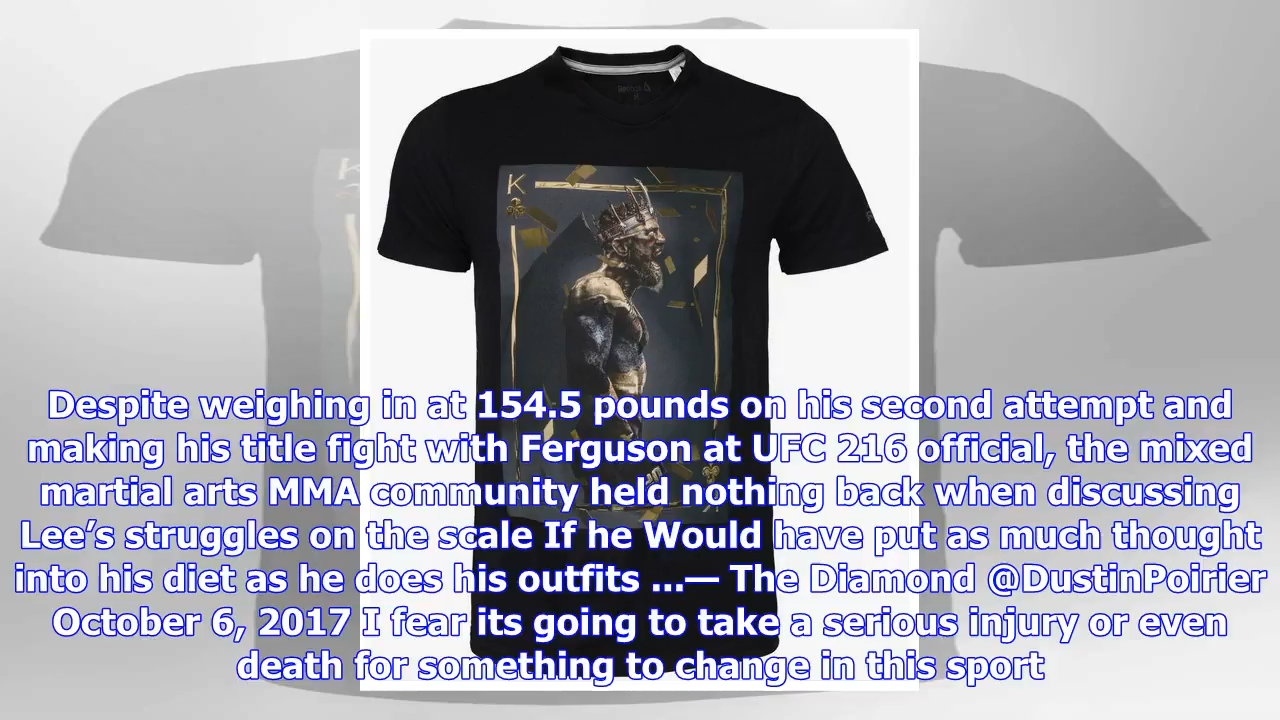 Reebok
K
Despite weighing in at 154.5 pounds on his second attempt and
making his title fight with Ferguson at UFC 216 official, the mixed
martial arts MMA community held nothing back when discussing
Lee’s struggles on the scale If he Would have put as much thought
into his diet as he does his outfits ...— The Diamond @DustinPoirier
October 6, 2017 I fear its going to take a serious injury or even
death for something to change in this sport